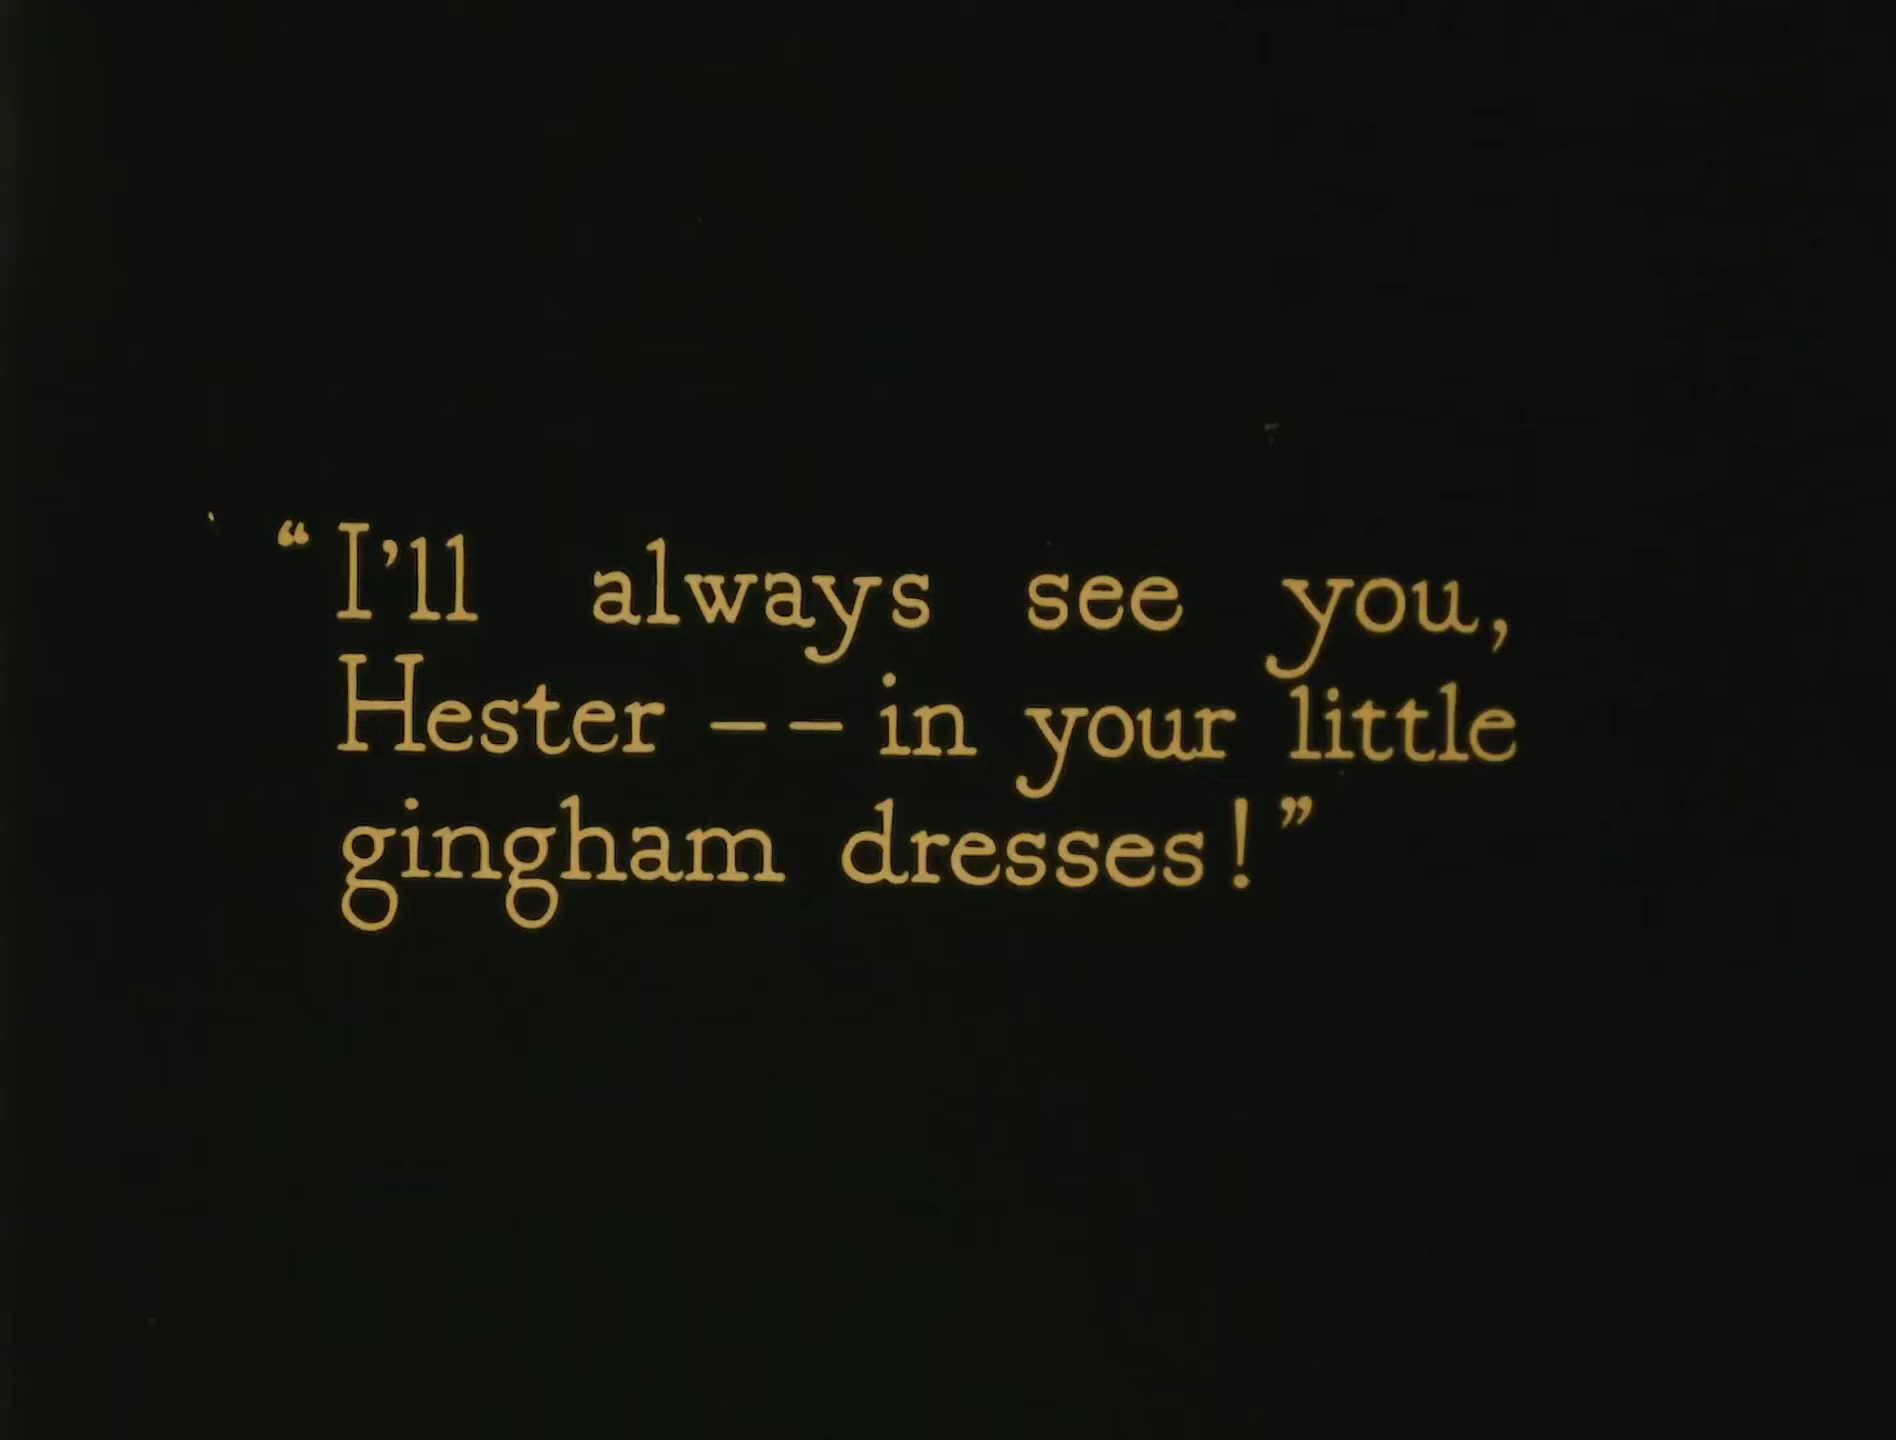 “I’ll always see you,
Hester -- in your little
gingham dresses!”